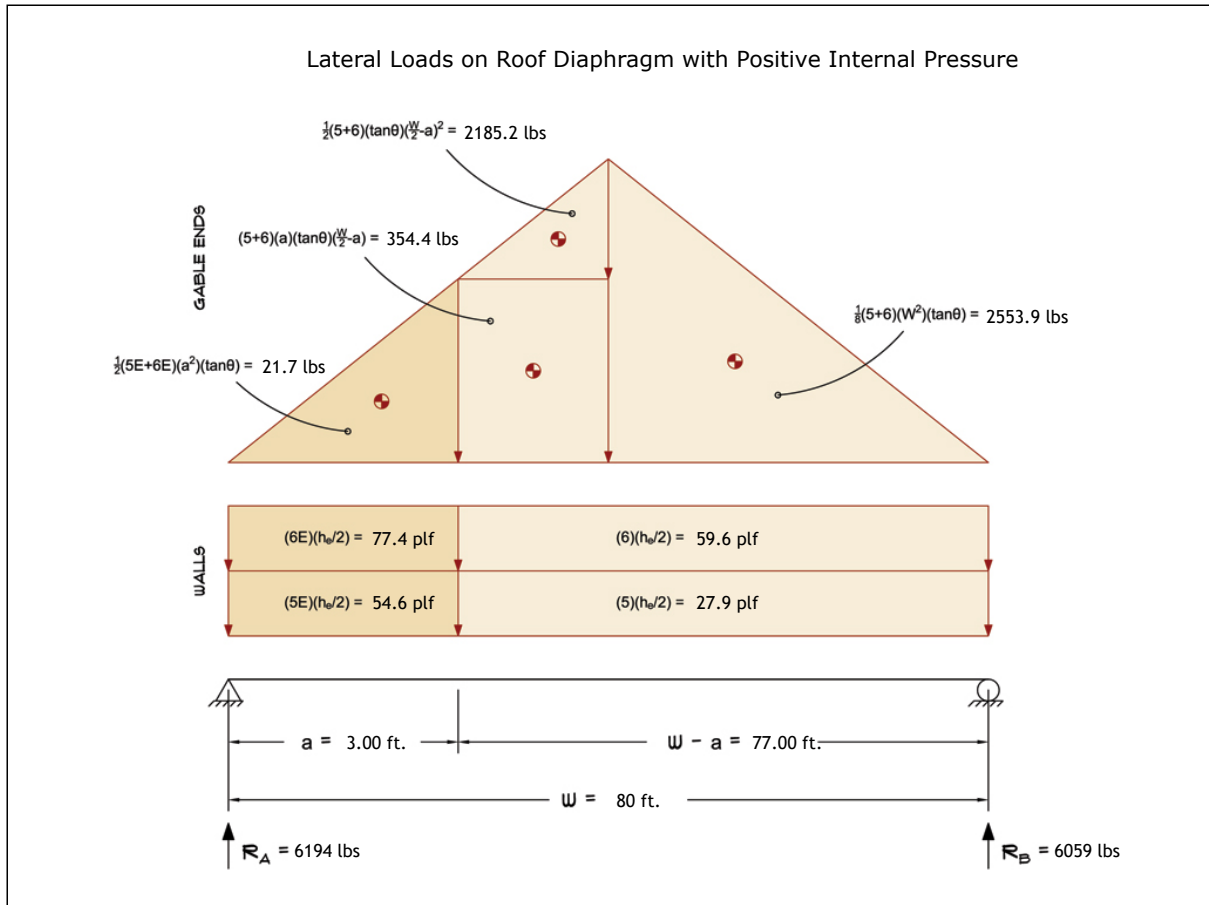 Lateral Loads on Roof Diaphragm with Positive Internal Pressure
½(5+6)(tanθ)(W/2-a)² = 2185.2 lbs
GABLE ENDS
(5+6)(a)(tanθ)(W/2-a) = 354.4 lbs
⅛(5+6)(W²)(tanθ) = 2553.9 lbs
½(5E+6E)(a²)(tanθ) = 21.7 lbs
WALLS
(6E)(hₑ/2) = 77.4 plf
(6)(hₑ/2) = 59.6 plf
(5E)(hₑ/2) = 54.6 plf
(5)(hₑ/2) = 27.9 plf
a = 3.00 ft.
W - a = 77.00 ft.
W = 80 ft.
R_A = 6194 lbs
R_B = 6059 lbs